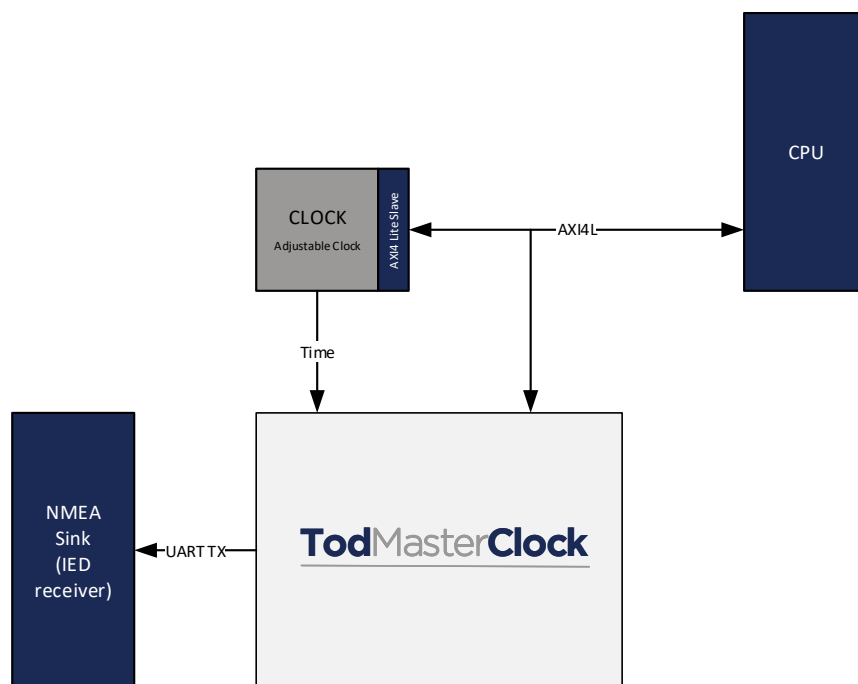 CPU
CLOCK
Adjustable Clock
AXI4 Lite Slave
AXI4L
Time
NMEA
Sink
(IED
receiver)
UART TX
TodMasterClock